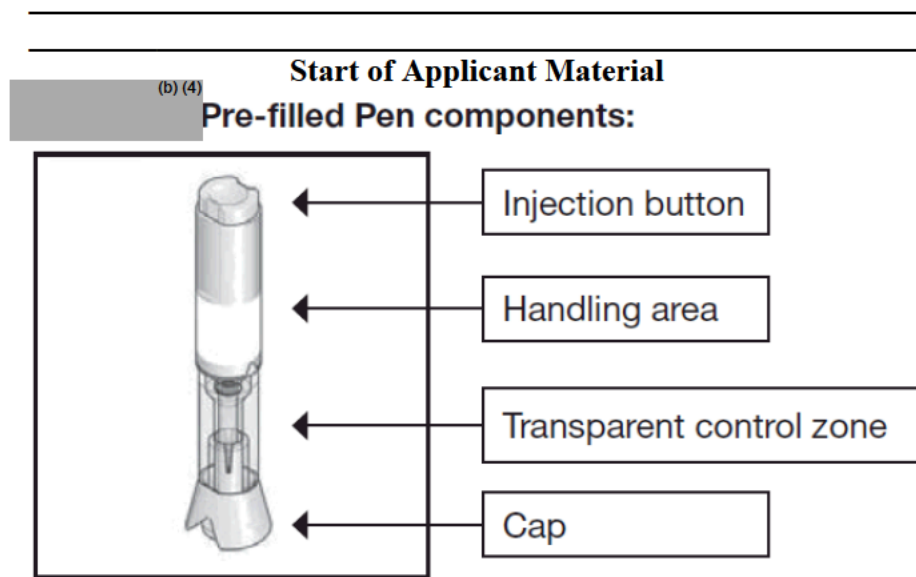 Start of Applicant Material
(b) (4)
Pre-filled Pen components:
Injection button
Handling area
Transparent control zone
Cap